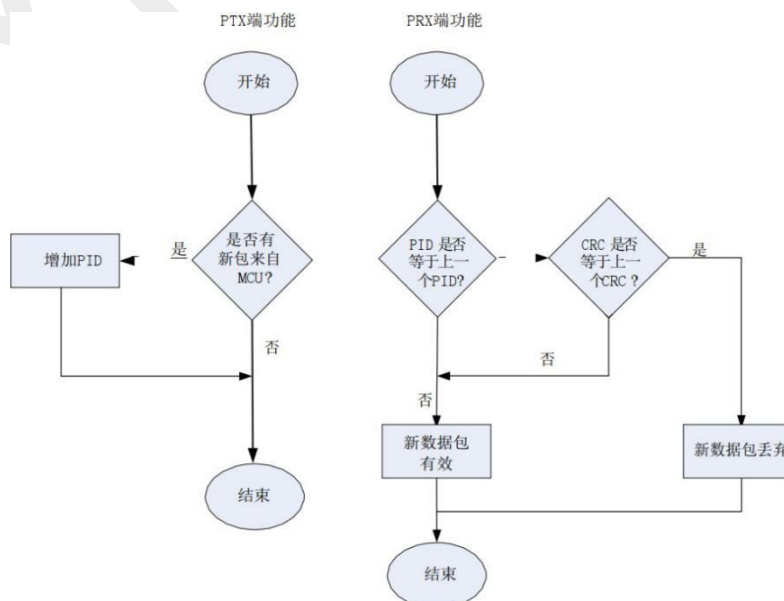 PTX端功能
开始
是否有
新包来自
MCU?
是
增加PID
否
结束
PRX端功能
开始
PID 是否
等于上一
个PID?
CRC 是否
等于上一
个CRC ?
是
否
否
新数据包
有效
新数据包丢弃
结束